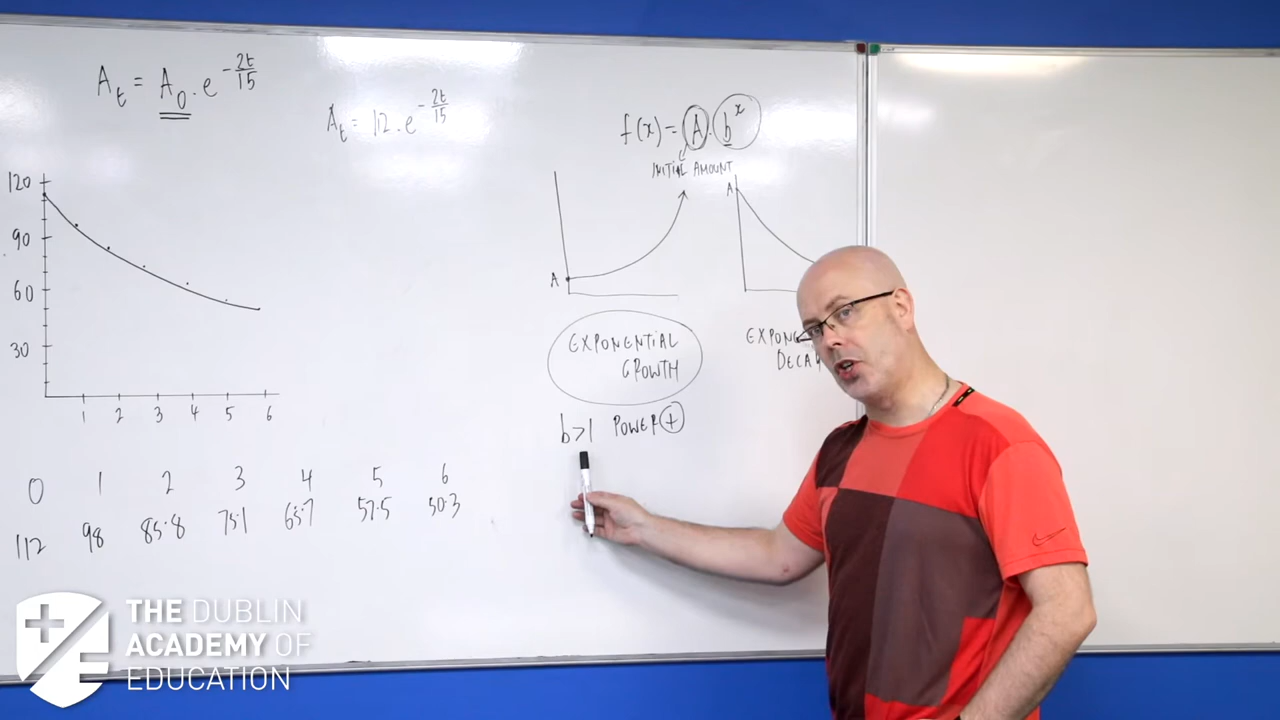 A_t = A_0 . e^{-2t/15}
A_t = 12 . e^{-2t/15}
120
90
60
30
1 2 3 4 5 6
0 1 2 3 4 5 6
112 98 85.8 75.1 65.7 57.5 50.3
f(x) = A . b^x
INITIAL AMOUNT
A
A
EXPONENTIAL
GROWTH
b>1 POWER +
DECAY
THE DUBLIN
ACADEMY OF
EDUCATION